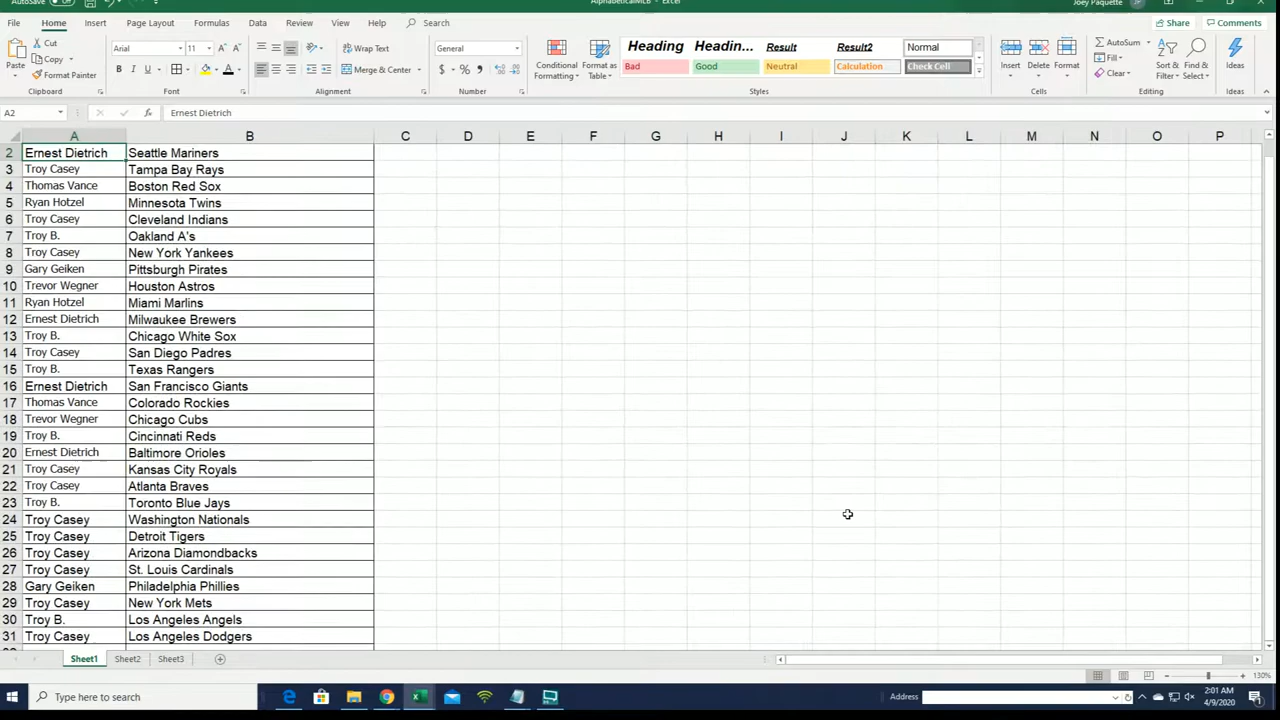 AutoSave Off AlphabeticalMLB - Excel Joey Paquette JP
File Home Insert Page Layout Formulas Data Review View Help Search Share Comments
Paste Cut Copy Format Painter Clipboard
Arial 11 A A B I U A Font
Wrap Text Merge & Center Alignment
General $ % , Number
Conditional Formatting Format as Table
Heading Headin... Result Result2 Normal
Bad Good Neutral Calculation Check Cell
Styles
Insert Delete Format Cells
AutoSum Fill Clear Sort & Filter Find & Select Editing
Ideas Ideas
A2 fx Ernest Dietrich
A B C D E F G H I J K L M N O P
2 Ernest Dietrich Seattle Mariners
3 Troy Casey Tampa Bay Rays
4 Thomas Vance Boston Red Sox
5 Ryan Hotzel Minnesota Twins
6 Troy Casey Cleveland Indians
7 Troy B. Oakland A's
8 Troy Casey New York Yankees
9 Gary Geiken Pittsburgh Pirates
10 Trevor Wegner Houston Astros
11 Ryan Hotzel Miami Marlins
12 Ernest Dietrich Milwaukee Brewers
13 Troy B. Chicago White Sox
14 Troy Casey San Diego Padres
15 Troy B. Texas Rangers
16 Ernest Dietrich San Francisco Giants
17 Thomas Vance Colorado Rockies
18 Trevor Wegner Chicago Cubs
19 Troy B. Cincinnati Reds
20 Ernest Dietrich Baltimore Orioles
21 Troy Casey Kansas City Royals
22 Troy Casey Atlanta Braves
23 Troy B. Toronto Blue Jays
24 Troy Casey Washington Nationals
25 Troy Casey Detroit Tigers
26 Troy Casey Arizona Diamondbacks
27 Troy Casey St. Louis Cardinals
28 Gary Geiken Philadelphia Phillies
29 Troy Casey New York Mets
30 Troy B. Los Angeles Angels
31 Troy Casey Los Angeles Dodgers
Sheet1 Sheet2 Sheet3
130%
Type here to search Address 2:01 AM
4/9/2020